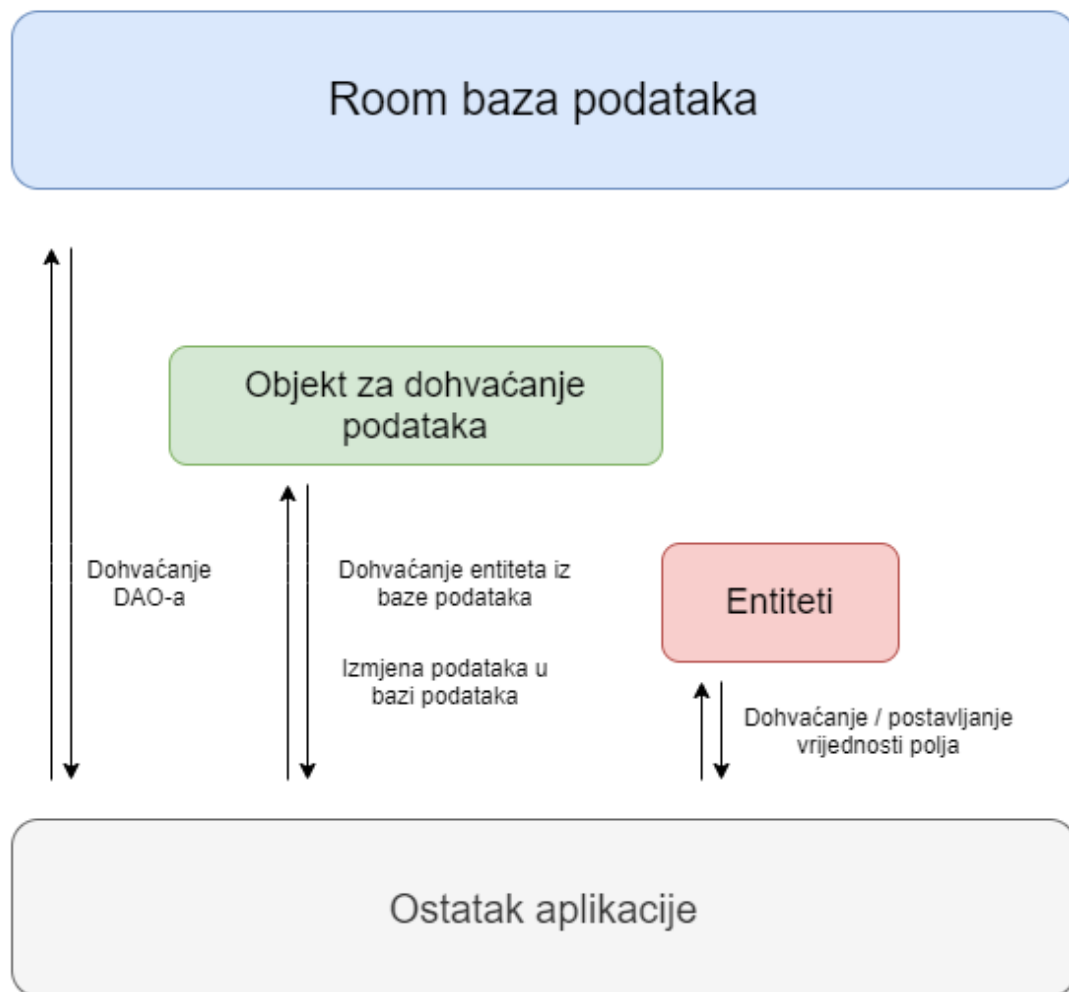 Room baza podataka
Objekt za dohvaćanje
podataka
Dohvaćanje
DAO-a
Dohvaćanje entiteta iz
baze podataka
Izmjena podataka u
bazi podataka
Entiteti
Dohvaćanje / postavljanje
vrijednosti polja
Ostatak aplikacije